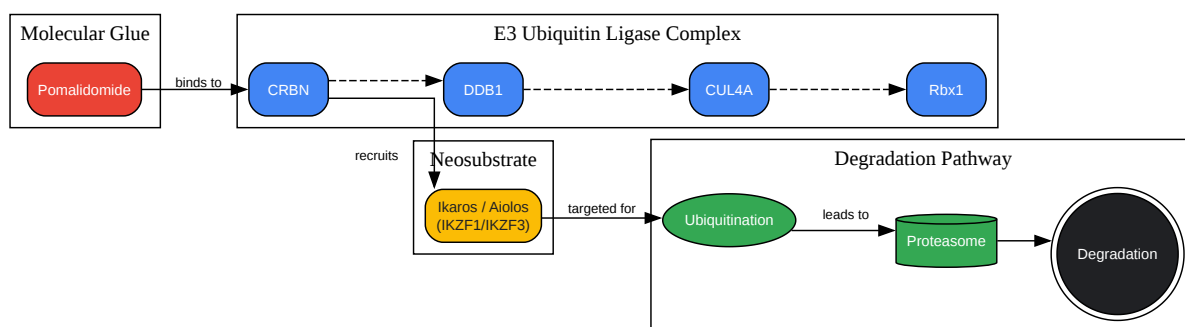 Molecular Glue
E3 Ubiquitin Ligase Complex
Pomalidomide
binds to
CRBN
DDB1
CUL4A
Rbx1
recruits
Neosubstrate
Ikaros / Aiolos
(IKZF1/IKZF3)
targeted for
Degradation Pathway
Ubiquitination
leads to
Proteasome
Degradation